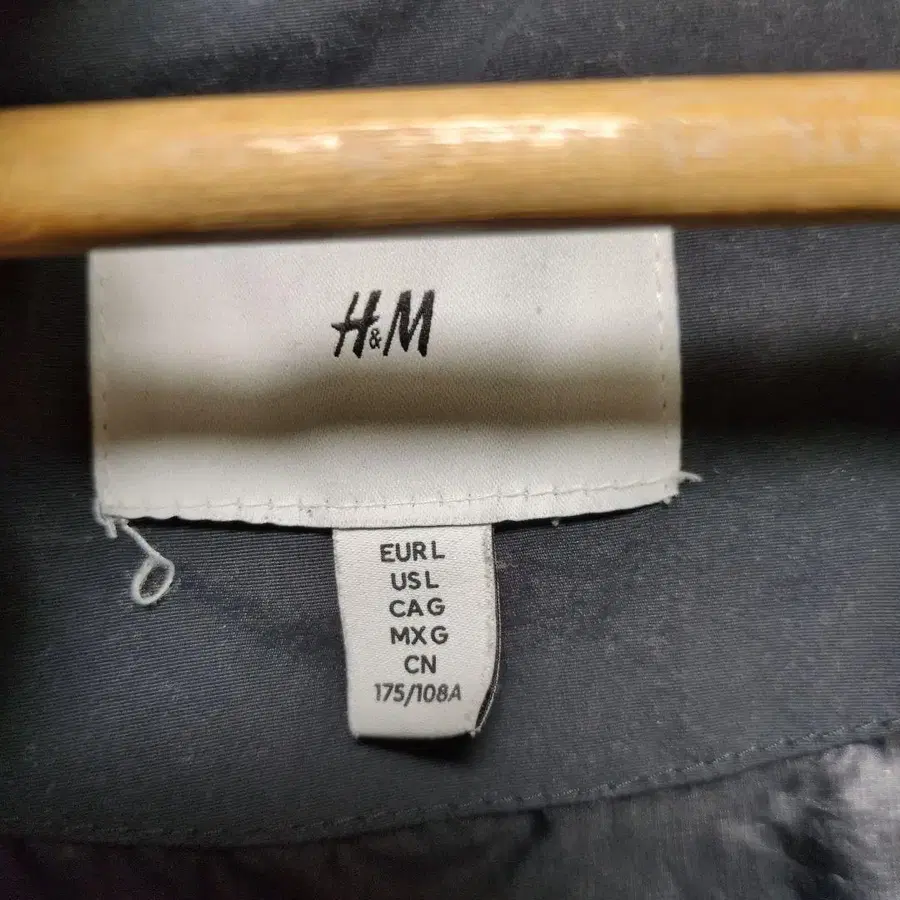 H&M
EUR L
US L
CA G
MX G
CN
175/108A